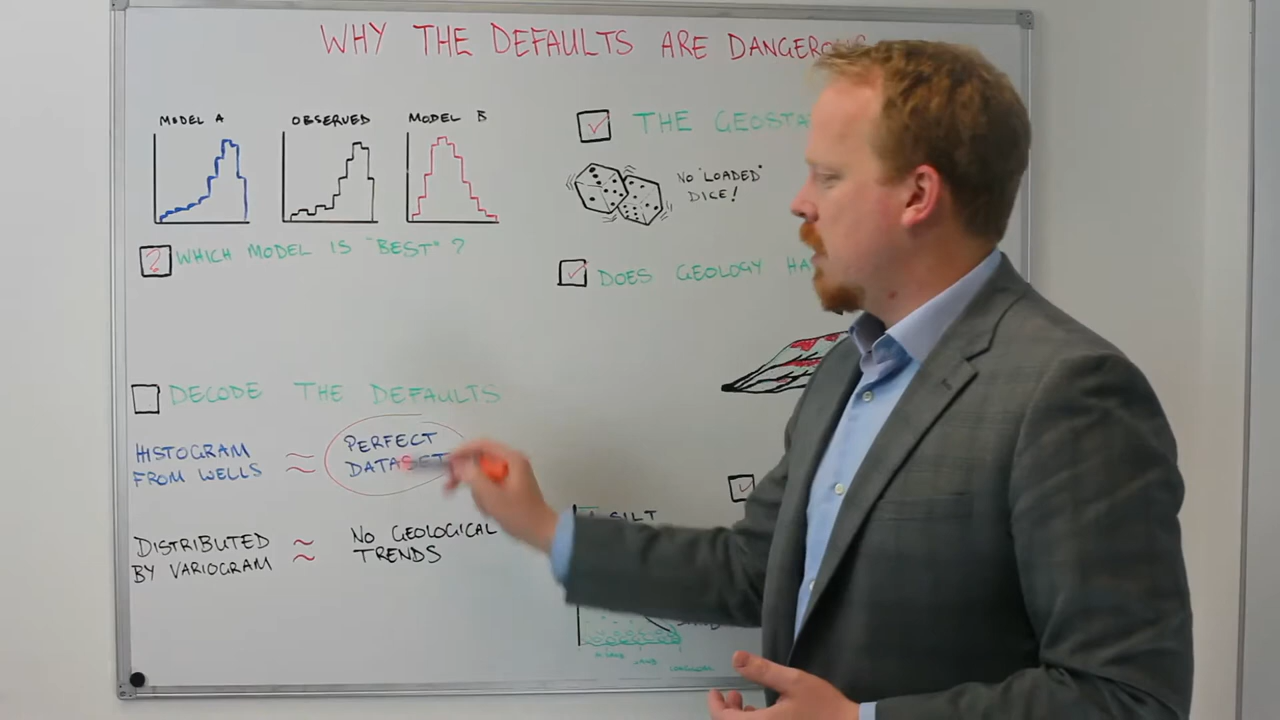 WHY THE DEFAULTS ARE DANGEROUS
MODEL A
OBSERVED
MODEL B
? WHICH MODEL IS "BEST" ?
DECODE THE DEFAULTS
HISTOGRAM
FROM WELLS
≈
PERFECT
DATASET
DISTRIBUTED
BY VARIOGRAM
≈
NO GEOLOGICAL
TRENDS
THE GEOSTA
NO "LOADED"
DICE!
DOES GEOLOGY HA
SILT
SAND